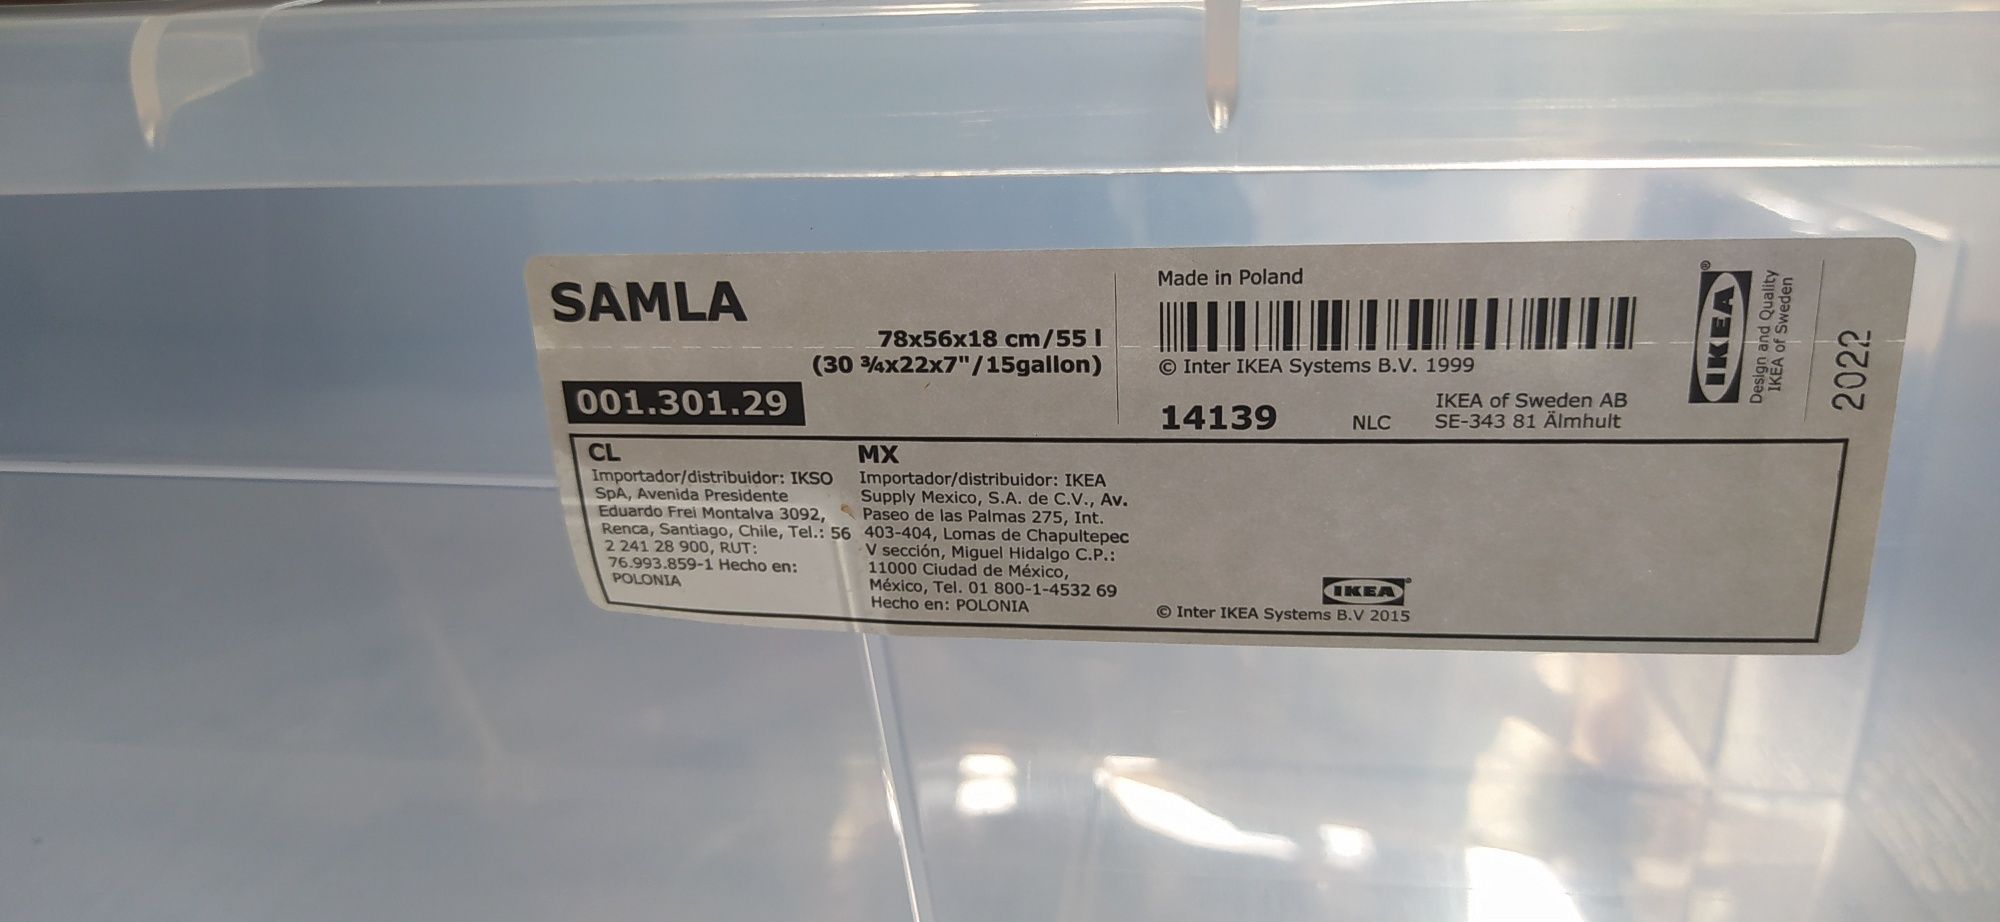 SAMLA
78x56x18 cm/55 l
(30 ¾x22x7"/15gallon)
001.301.29
Made in Poland
© Inter IKEA Systems B.V. 1999
14139
NLC
IKEA of Sweden AB
SE-343 81 Älmhult
IKEA®
Design and Quality
IKEA of Sweden
2022
CL
Importador/distribuidor: IKSO
SpA, Avenida Presidente
Eduardo Frei Montalva 3092,
Renca, Santiago, Chile, Tel.: 56
2 241 28 900, RUT:
76.993.859-1 Hecho en:
POLONIA
MX
Importador/distribuidor: IKEA
Supply Mexico, S.A. de C.V., Av.
Paseo de las Palmas 275, Int.
403-404, Lomas de Chapultepec
V sección, Miguel Hidalgo C.P.:
11000 Ciudad de México,
México, Tel. 01 800-1-4532 69
Hecho en: POLONIA
IKEA®
© Inter IKEA Systems B.V 2015